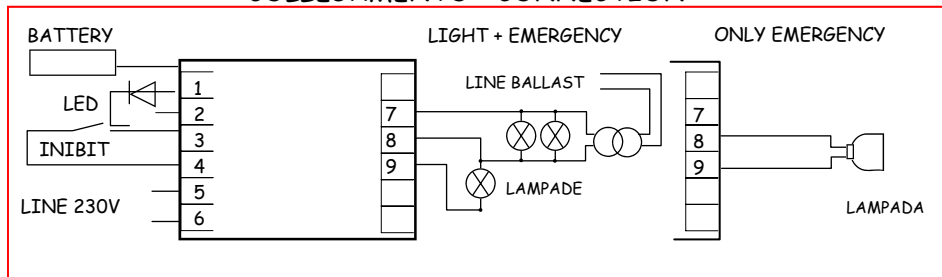 BATTERY
LIGHT + EMERGENCY
ONLY EMERGENCY
LED
INIBIT
LINE 230V
1
2
3
4
5
6
7
8
9
LINE BALLAST
LAMPADE
7
8
9
LAMPADA